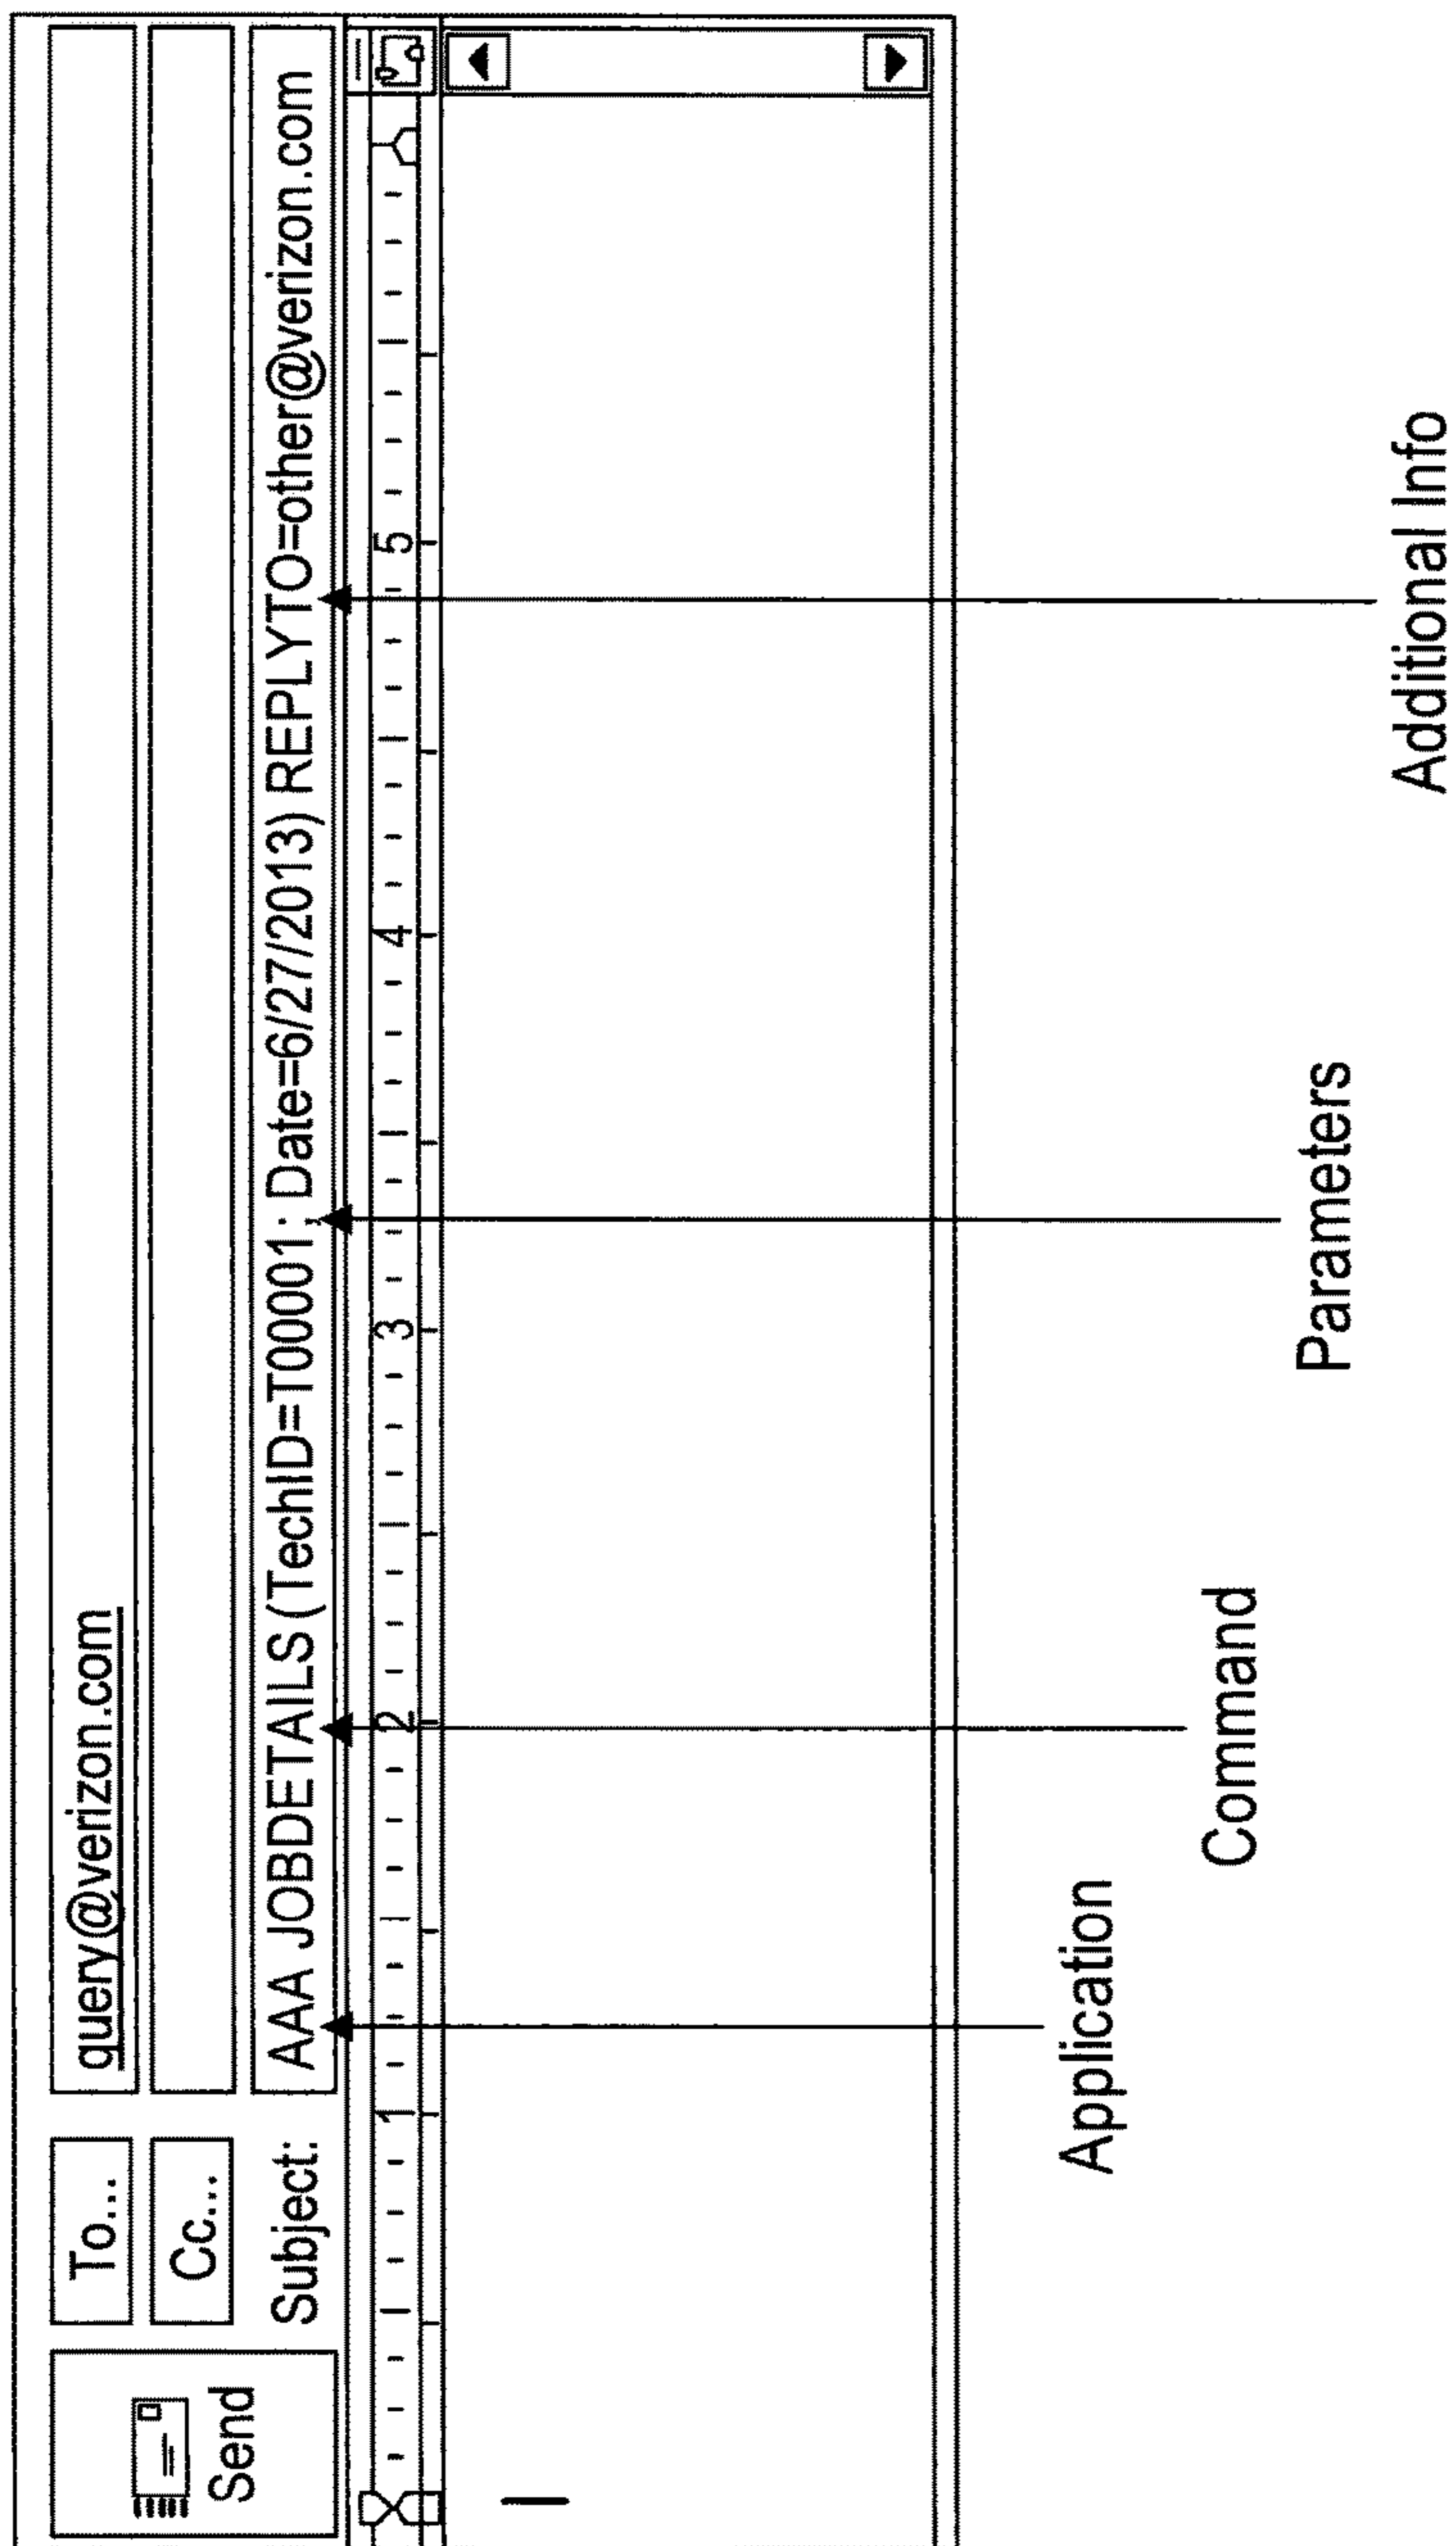 To...
query@verizon.com
Cc...
Send
Subject:
AAA JOBDETAILS (TechID=T00001; Date=6/27/2013) REPLYTO=other@verizon.com
1 2 3 4 5
Application
Command
Parameters
Additional Info